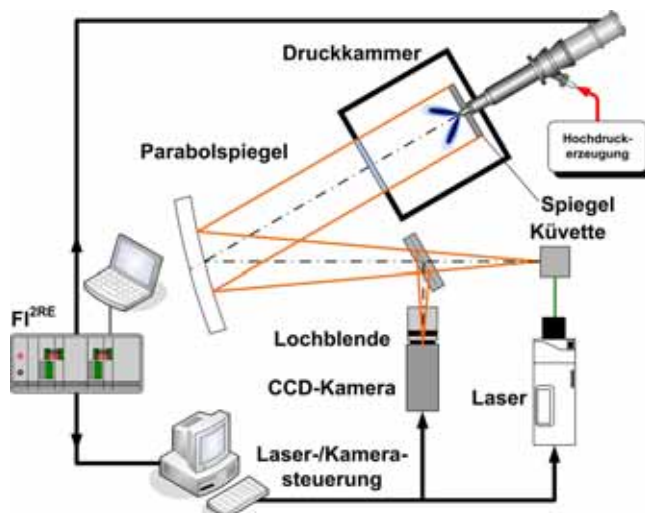 Druckkammer
Hochdruck-
erzeugung
Parabolspiegel
Spiegel
Küvette
FI2RE
Lochblende
CCD-Kamera
Laser
Laser-/Kamera-
steuerung